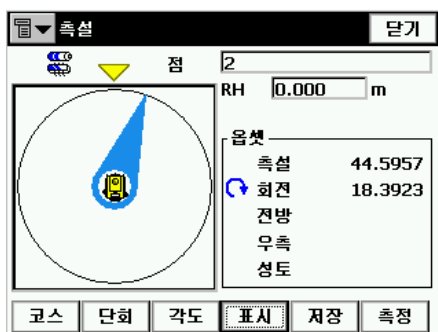 측설 닫기
점 2
RH 0.000 m
옵셋
측설 44.5957
회전 18.3923
전방
우측
성토
코스 단회 각도 표시 저장 측정